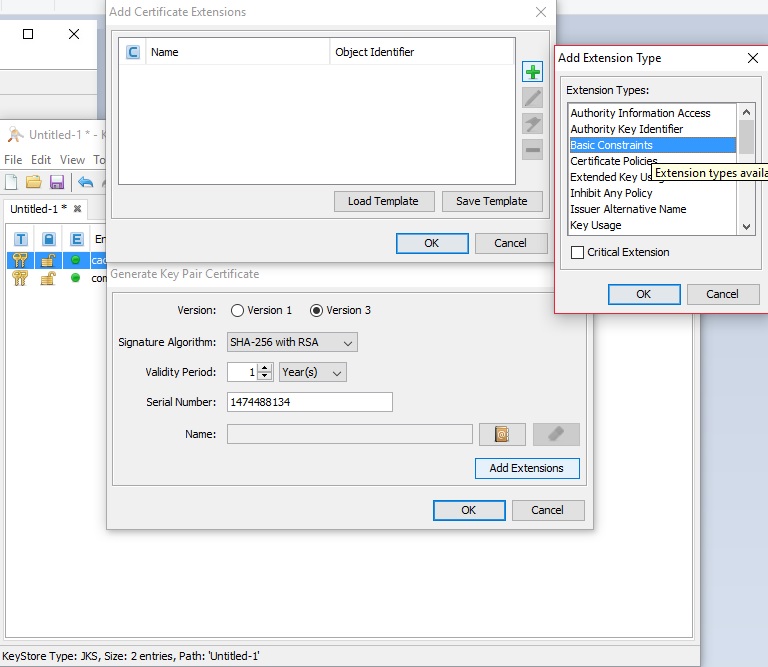 Add Certificate Extensions
C Name Object Identifier
Load Template Save Template
OK Cancel
Add Extension Type
Extension Types:
Authority Information Access
Authority Key Identifier
Basic Constraints
Certificate Policies
Extended Key
Extension types
Inhibit Any Policy
Issuer Alternative Name
Key Usage
Critical Extension
OK Cancel
Untitled-1 * - K
File Edit View To
Untitled-1 *
T E En
cac
con
Generate Key Pair Certificate
Version: Version 1 Version 3
Signature Algorithm: SHA-256 with RSA
Validity Period: 1 Year(s)
Serial Number: 1474488134
Name:
Add Extensions
OK Cancel
KeyStore Type: JKS, Size: 2 entries, Path: 'Untitled-1'